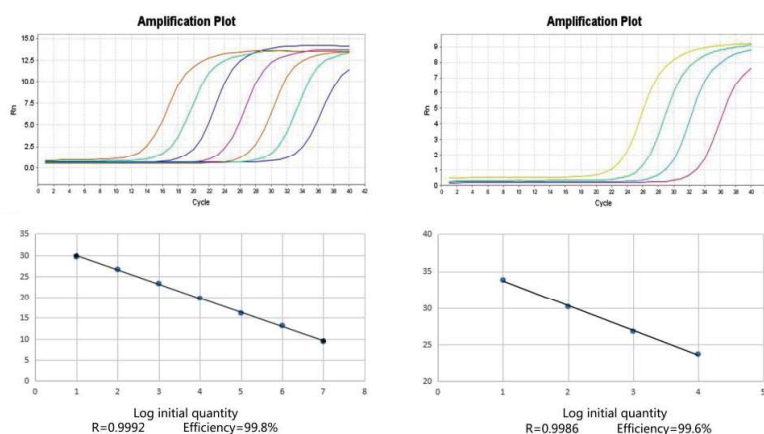 Amplification Plot
15.0
12.5
10.0
7.5
5.0
2.5
0.0
Rn
0 2 4 6 8 10 12 14 16 18 20 22 24 26 28 30 32 34 36 38 40 42
Cycle
Amplification Plot
9
8
7
6
5
4
3
2
1
0
Rn
0 2 4 6 8 10 12 14 16 18 20 22 24 26 28 30 32 34 36 38 40
Cycle
35
30
25
20
15
10
5
0
0 1 2 3 4 5 6 7 8
Log initial quantity
R=0.9992 Efficiency=99.8%
40
35
30
25
20
0 1 2 3 4 5
Log initial quantity
R=0.9986 Efficiency=99.6%